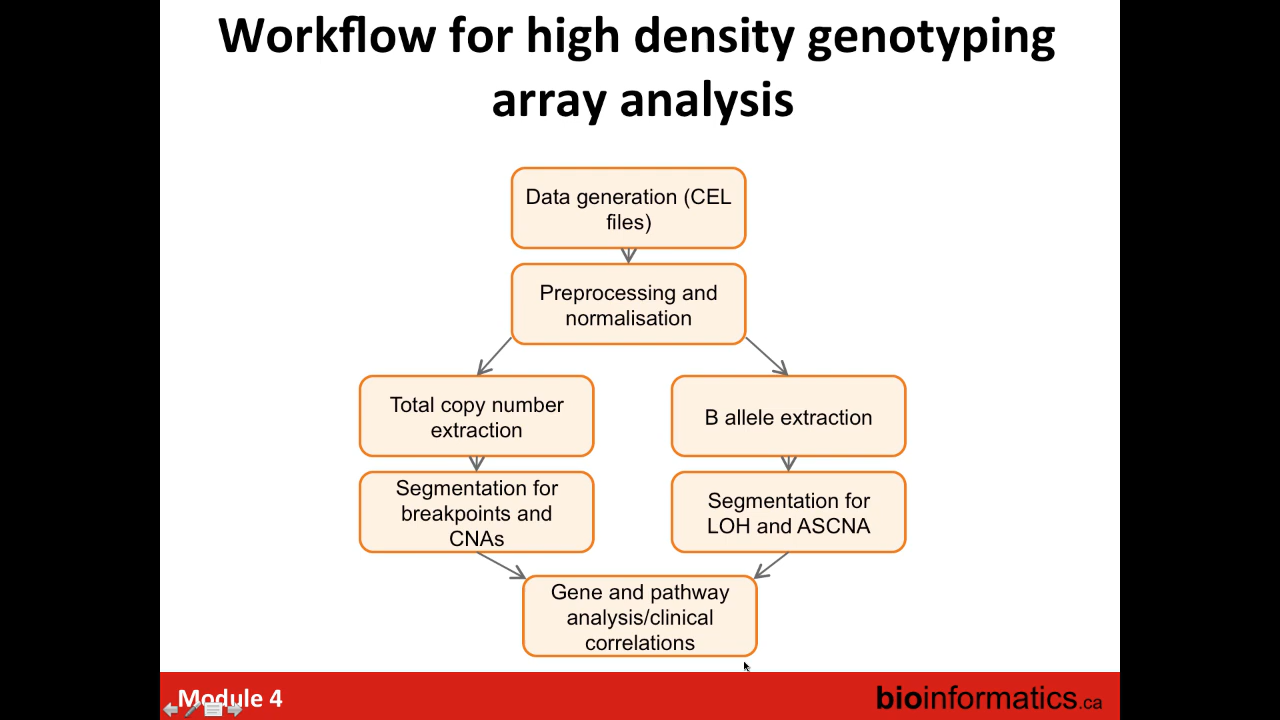 Workflow for high density genotyping
array analysis
Data generation (CEL
files)
Preprocessing and
normalisation
Total copy number
extraction
B allele extraction
Segmentation for
breakpoints and
CNAs
Segmentation for
LOH and ASCNA
Gene and pathway
analysis/clinical
correlations
Module 4
bioinformatics.ca